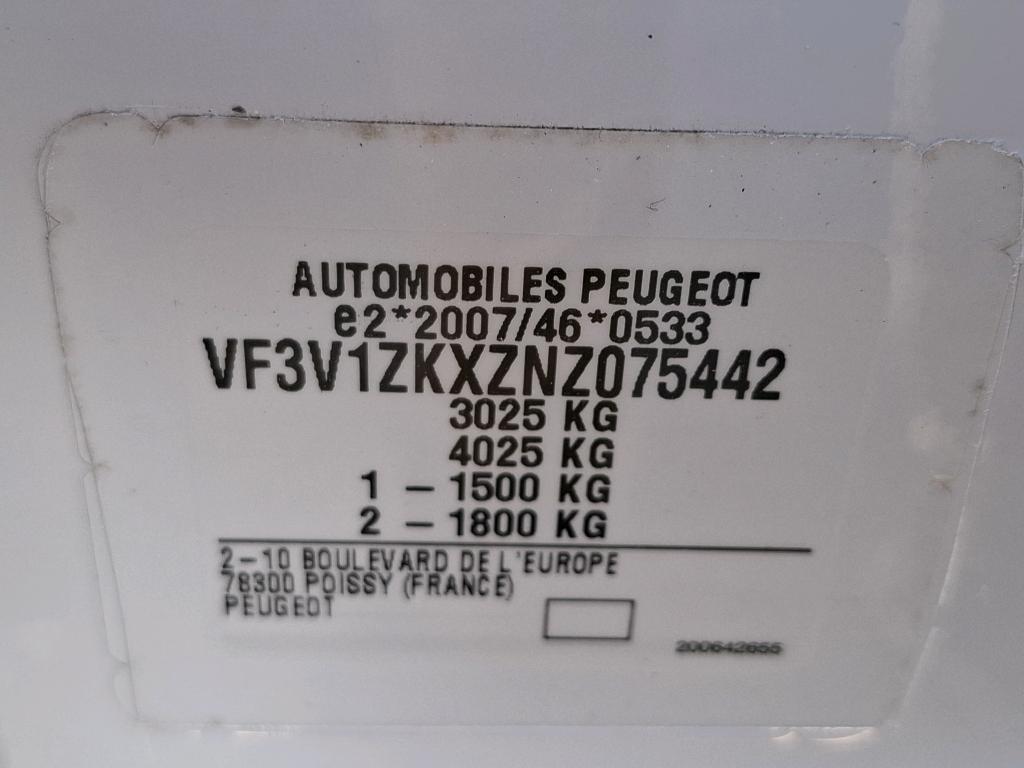 AUTOMOBILES PEUGEOT
e2*2007/46*0533
VF3V1ZKXZNZ075442
3025 KG
4025 KG
1 - 1500 KG
2 - 1800 KG
2-10 BOULEVARD DE L'EUROPE
78300 POISSY (FRANCE)
PEUGEOT
200642655